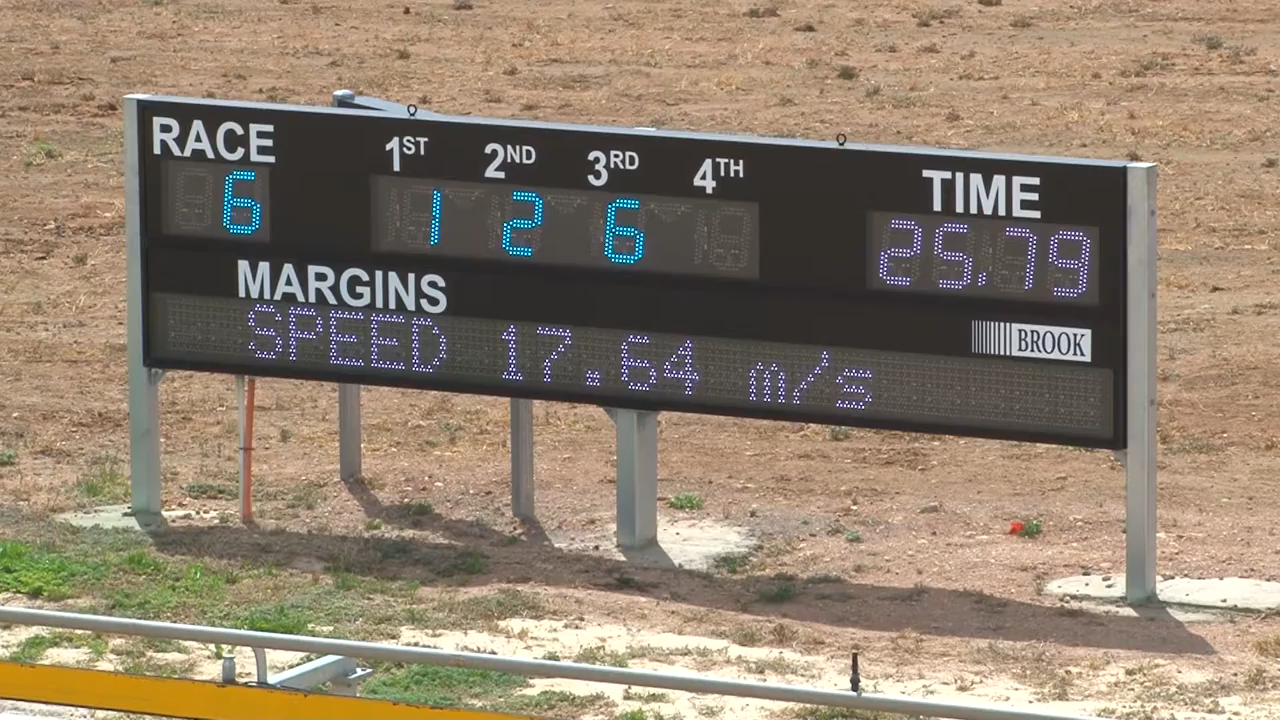 RACE 1ST 2ND 3RD 4TH TIME
6 1 2 6 25.79
MARGINS
BROOK
SPEED 17.64 m/s